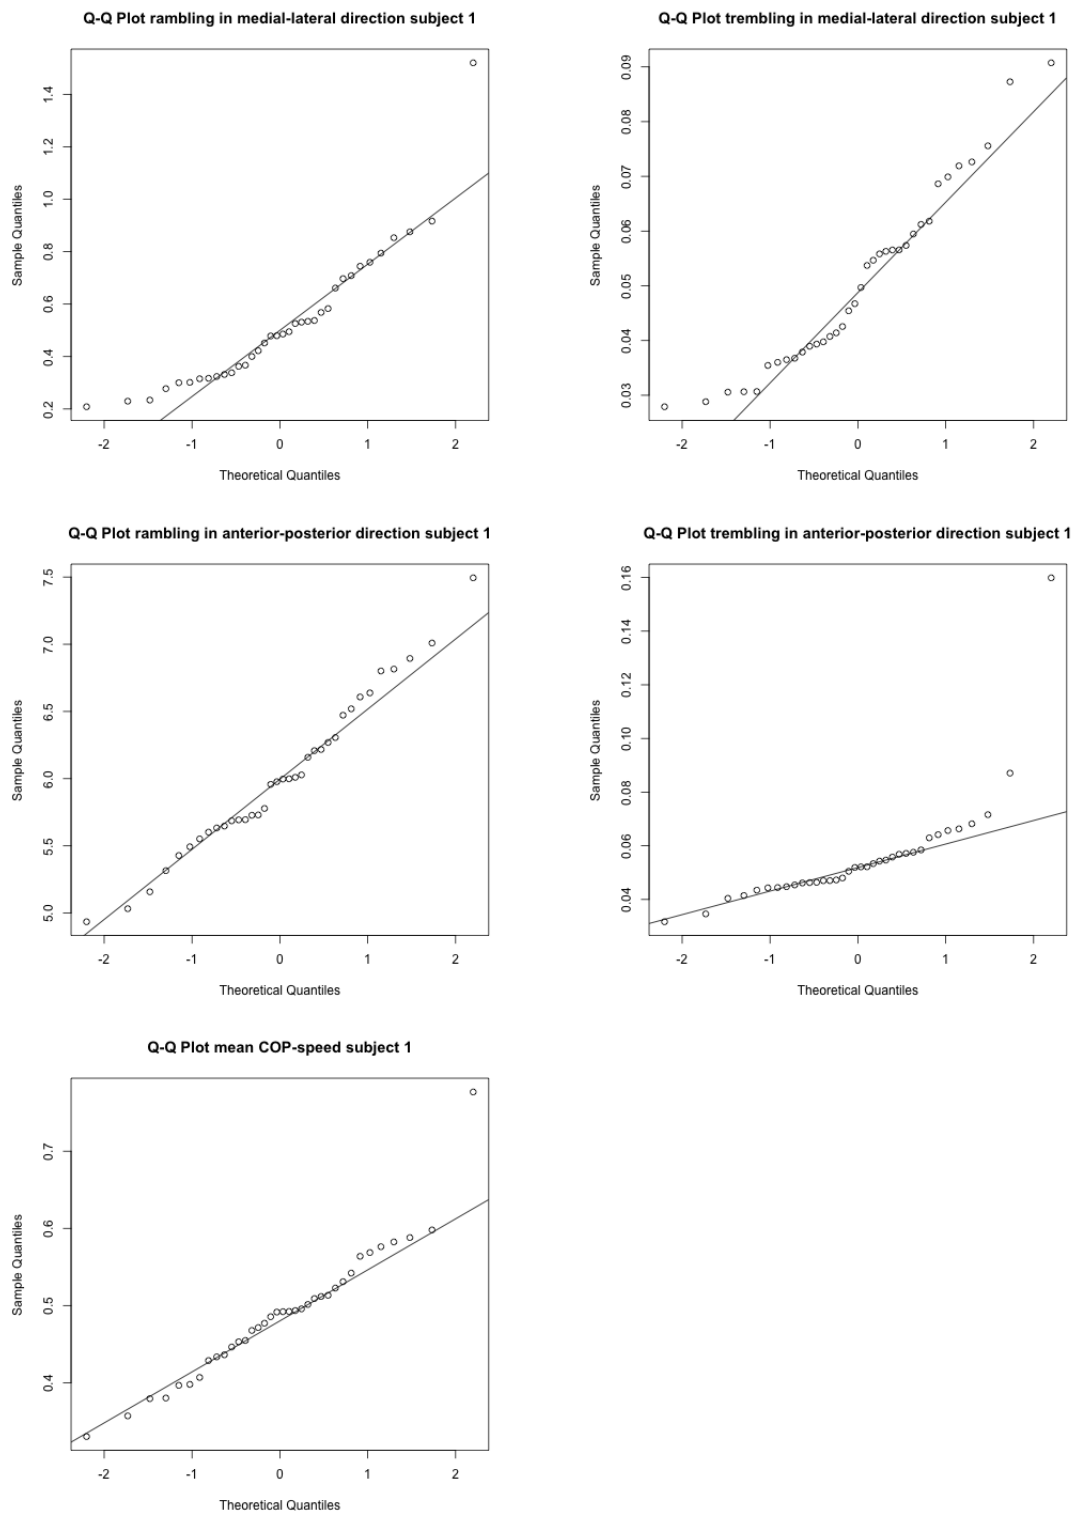 Q-Q Plot rambling in medial-lateral direction subject 1
Sample Quantiles
1.4
1.2
1.0
0.8
0.6
0.4
0.2
-2 -1 0 1 2
Theoretical Quantiles
Q-Q Plot trembling in medial-lateral direction subject 1
Sample Quantiles
0.09
0.08
0.07
0.06
0.05
0.04
0.03
-2 -1 0 1 2
Theoretical Quantiles
Q-Q Plot rambling in anterior-posterior direction subject 1
Sample Quantiles
7.5
7.0
6.5
6.0
5.5
5.0
-2 -1 0 1 2
Theoretical Quantiles
Q-Q Plot trembling in anterior-posterior direction subject 1
Sample Quantiles
0.16
0.14
0.12
0.10
0.08
0.06
0.04
-2 -1 0 1 2
Theoretical Quantiles
Q-Q Plot mean COP-speed subject 1
Sample Quantiles
0.7
0.6
0.5
0.4
-2 -1 0 1 2
Theoretical Quantiles